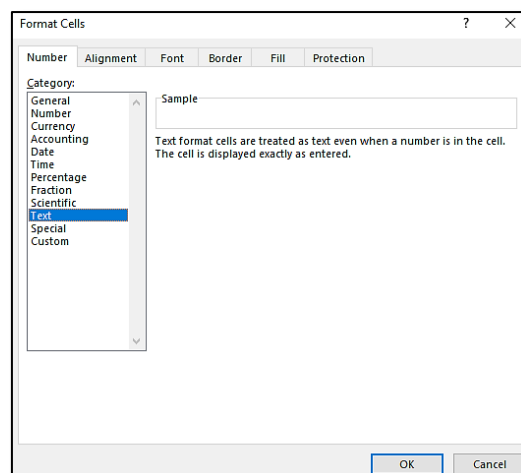 Format Cells ? X
Number Alignment Font Border Fill Protection
Category:
General
Number
Currency
Accounting
Date
Time
Percentage
Fraction
Scientific
Text
Special
Custom
Sample
Text format cells are treated as text even when a number is in the cell.
The cell is displayed exactly as entered.
OK Cancel